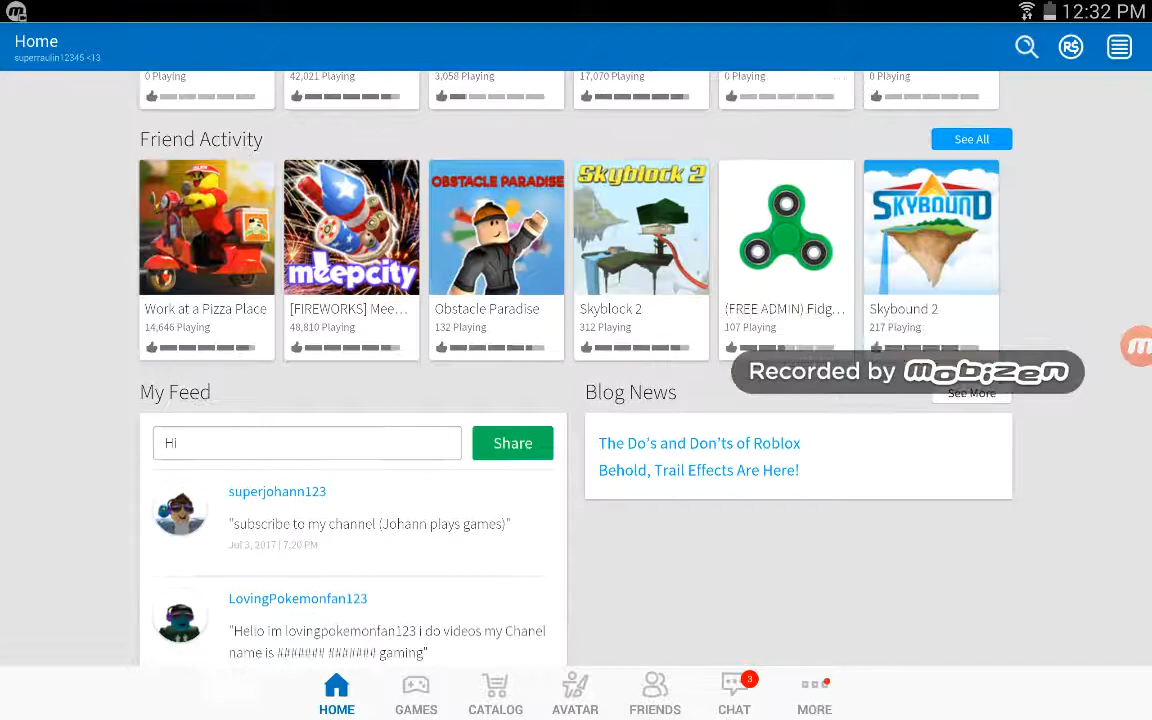 12:32 PM
Home
superraulin12345 <13
R$
0 Playing
42,021 Playing
3,058 Playing
17,070 Playing
0 Playing
0 Playing
Friend Activity
See All
meepcity
OBSTACLE PARADISE
Skyblock 2
SKYBOUND
Work at a Pizza Place
[FIREWORKS] Mee...
Obstacle Paradise
Skyblock 2
(FREE ADMIN) Fidg...
Skybound 2
14,646 Playing
48,810 Playing
132 Playing
312 Playing
107 Playing
217 Playing
Recorded by mobizen
My Feed
Blog News
See More
Hi
Share
The Do's and Don'ts of Roblox
Behold, Trail Effects Are Here!
superjohann123
"subscribe to my channel (Johann plays games)"
Jul 3, 2017 | 7:20 PM
LovingPokemonfan123
"Hello im lovingpokemonfan123 i do videos my Chanel
name is ####### ####### gaming"
3
HOME
GAMES
CATALOG
AVATAR
FRIENDS
CHAT
MORE